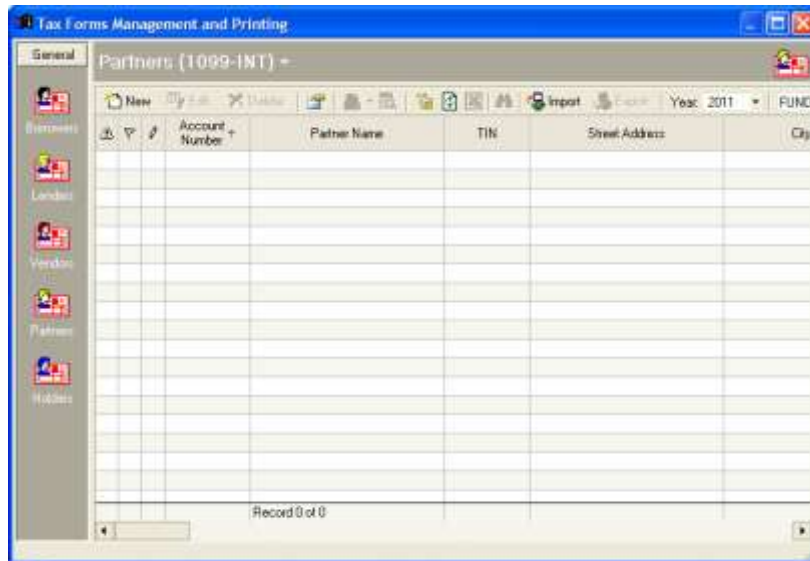 Tax Forms Management and Printing
General
Partners (1099-INT)
New Edit Delete Import Export Year: 2011 FUND
Account Number Partner Name TIN Street Address City
Borrowers
Lenders
Vendors
Partners
Holders
Record 0 of 0